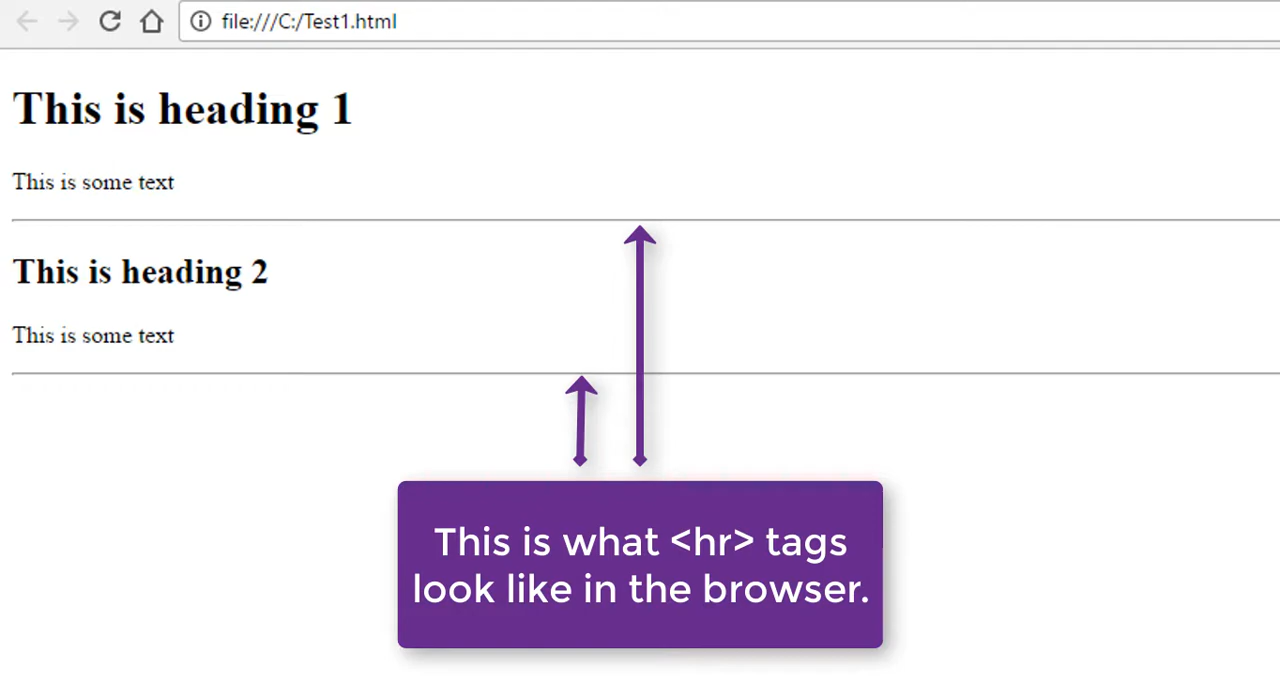 file:///C:/Test1.html
This is heading 1
This is some text
This is heading 2
This is some text
This is what <hr> tags
look like in the browser.